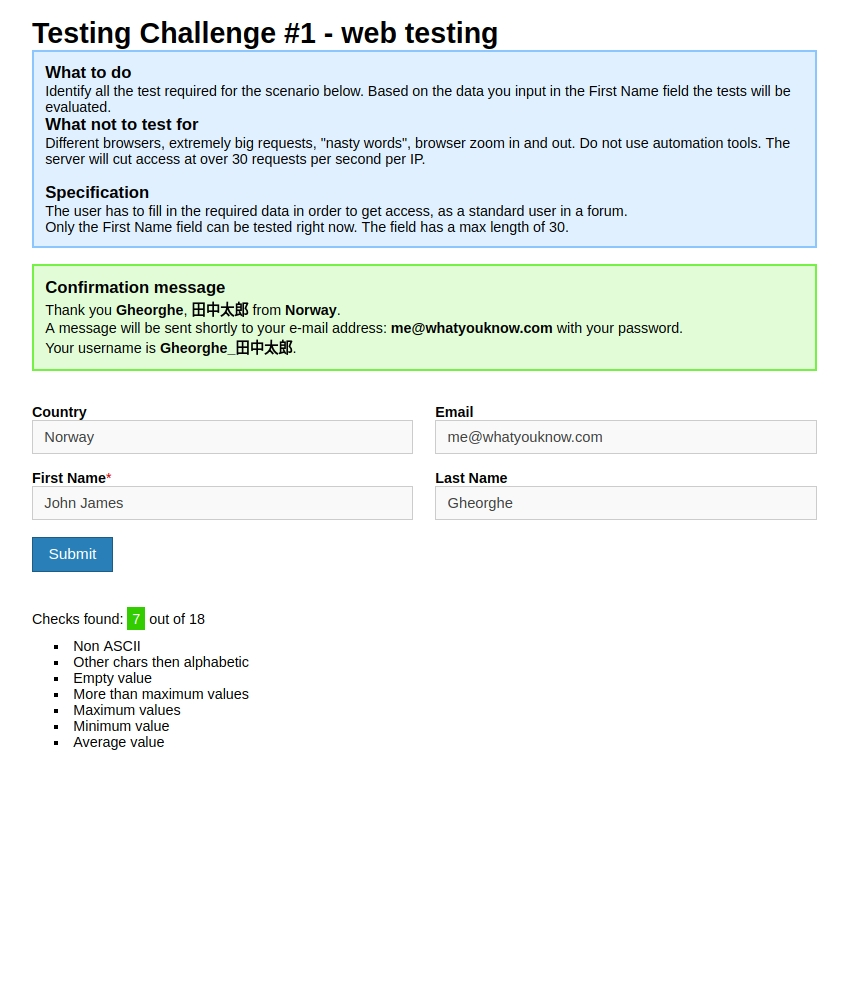 Testing Challenge #1 - web testing
What to do
Identify all the test required for the scenario below. Based on the data you input in the First Name field the tests will be
evaluated.
What not to test for
Different browsers, extremely big requests, "nasty words", browser zoom in and out. Do not use automation tools. The
server will cut access at over 30 requests per second per IP.
Specification
The user has to fill in the required data in order to get access, as a standard user in a forum.
Only the First Name field can be tested right now. The field has a max length of 30.
Confirmation message
Thank you Gheorghe, 田中太郎 from Norway.
A message will be sent shortly to your e-mail address: me@whatyouknow.com with your password.
Your username is Gheorghe_田中太郎.
Country Email
Norway me@whatyouknow.com
First Name* Last Name
John James Gheorghe
Submit
Checks found: 7 out of 18
Non ASCII
Other chars then alphabetic
Empty value
More than maximum values
Maximum values
Minimum value
Average value